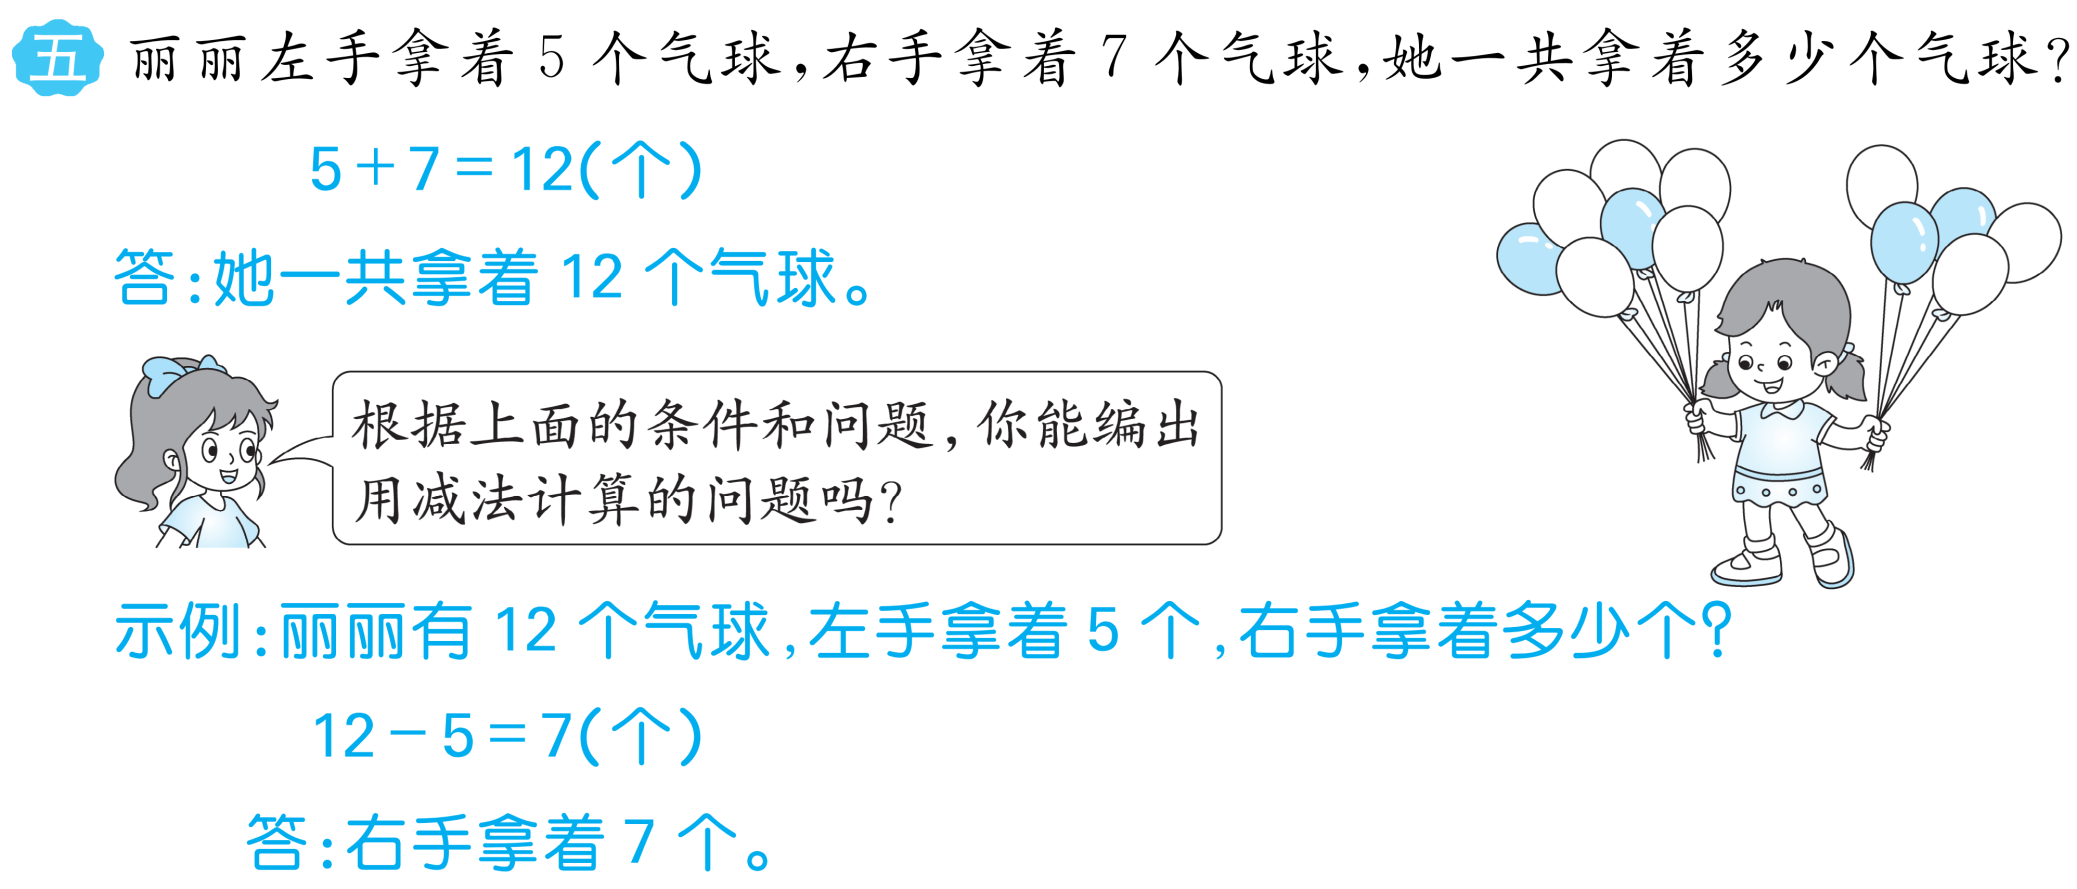 五 丽丽左手拿着 5 个气球，右手拿着 7 个气球，她一共拿着多少个气球？
5＋7＝12(个)
答：她一共拿着 12 个气球。
根据上面的条件和问题，你能编出
用减法计算的问题吗？
示例：丽丽有 12 个气球，左手拿着 5 个，右手拿着多少个？
12－5＝7(个)
答：右手拿着 7 个。